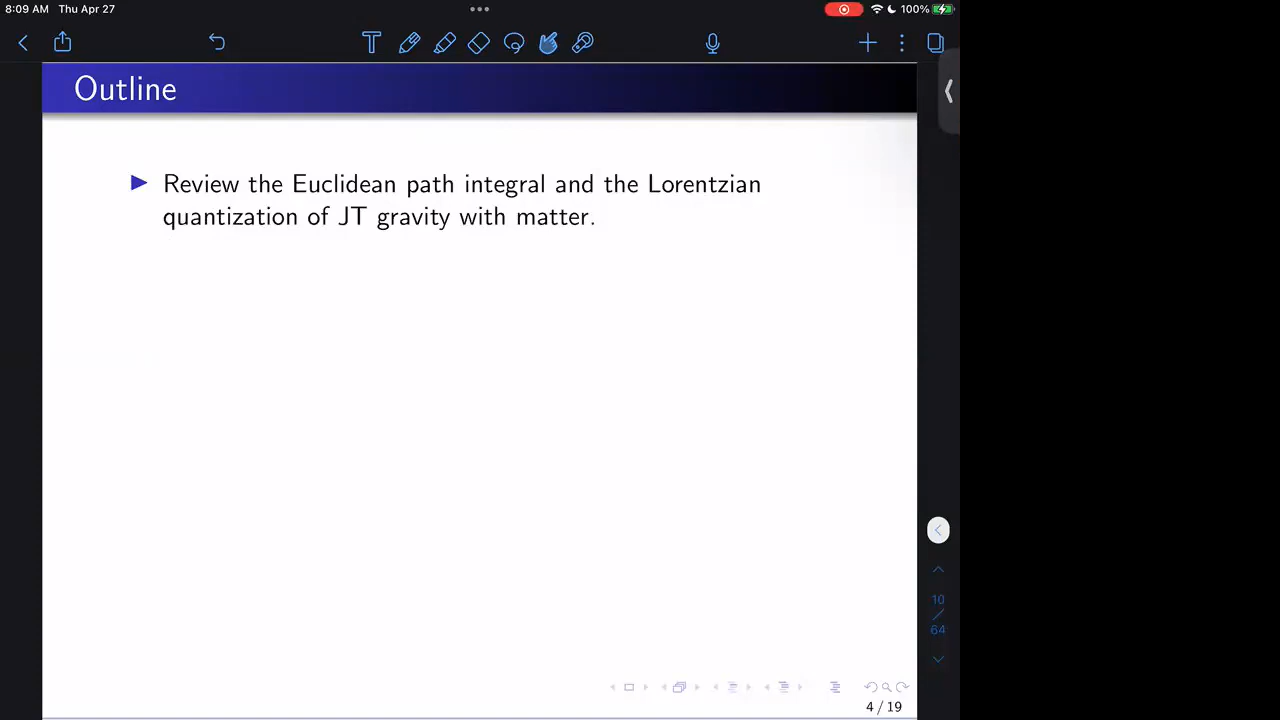 8:09 AM Thu Apr 27
100%
Outline
Review the Euclidean path integral and the Lorentzian
quantization of JT gravity with matter.
10
/
64
4 / 19